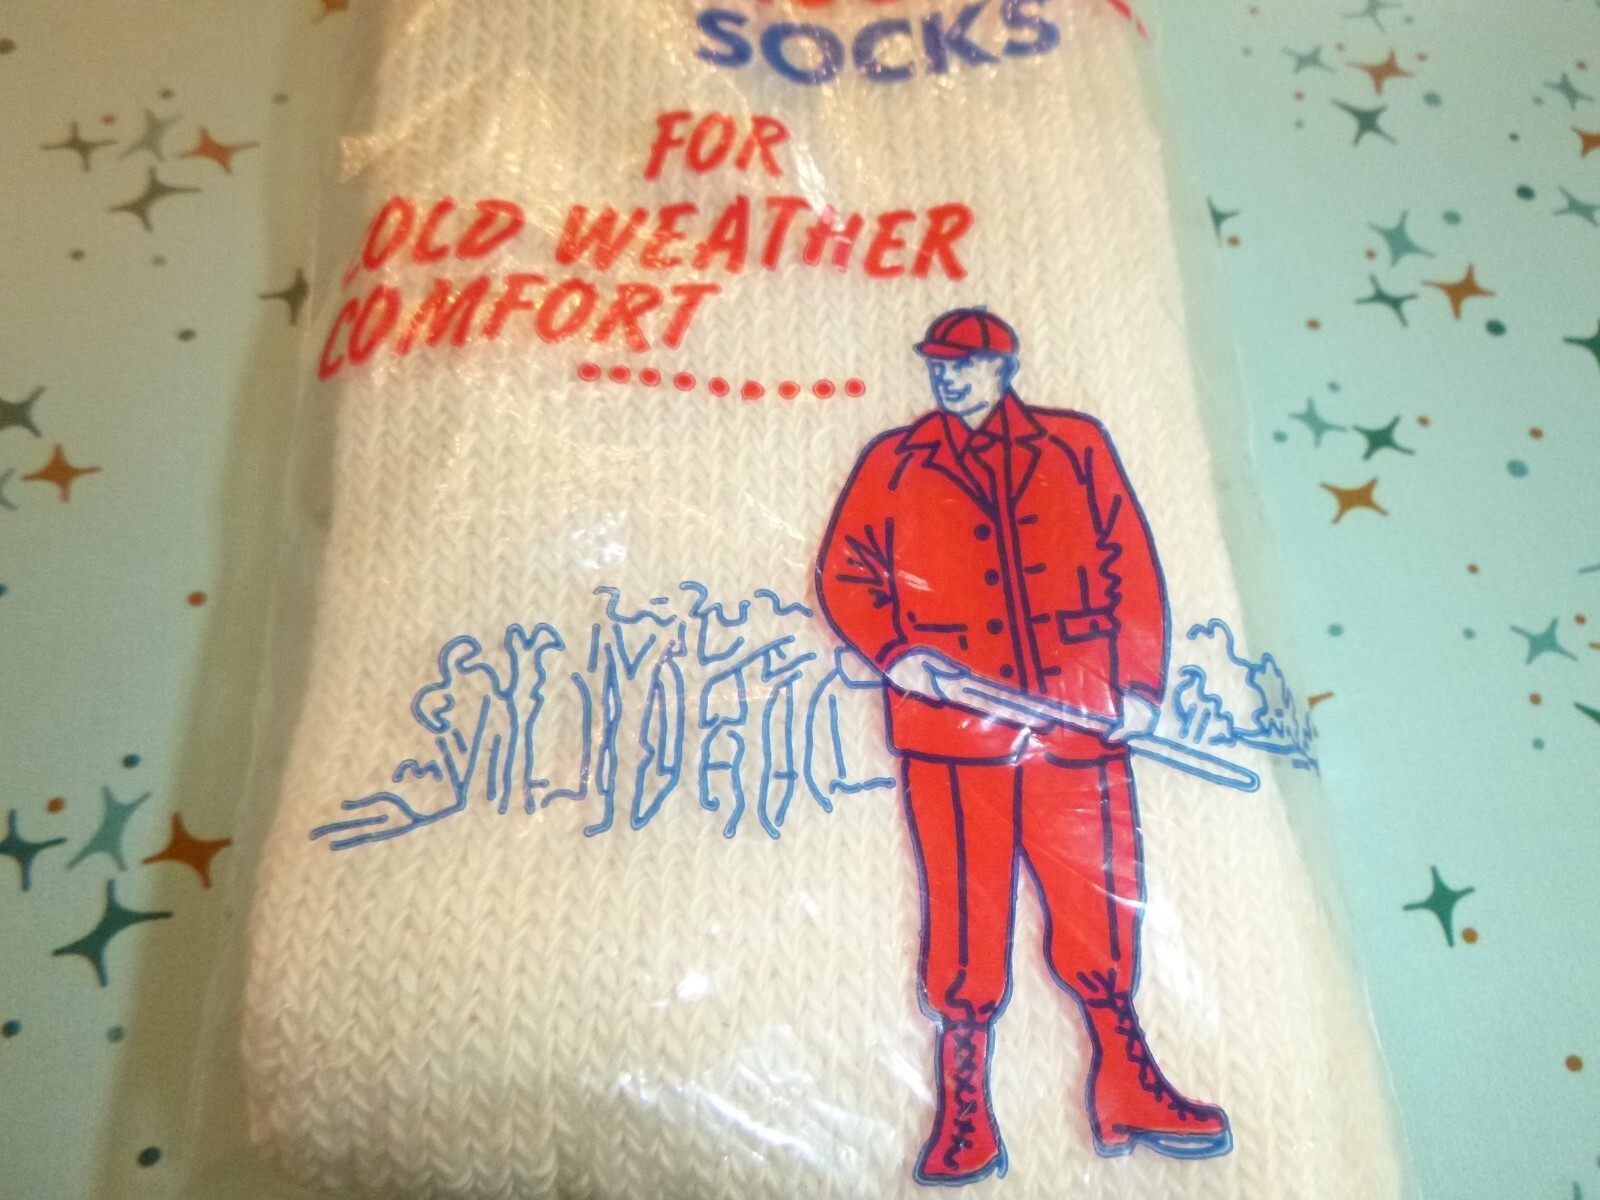 SOCKS
FOR
COLD WEATHER
COMFORT.........